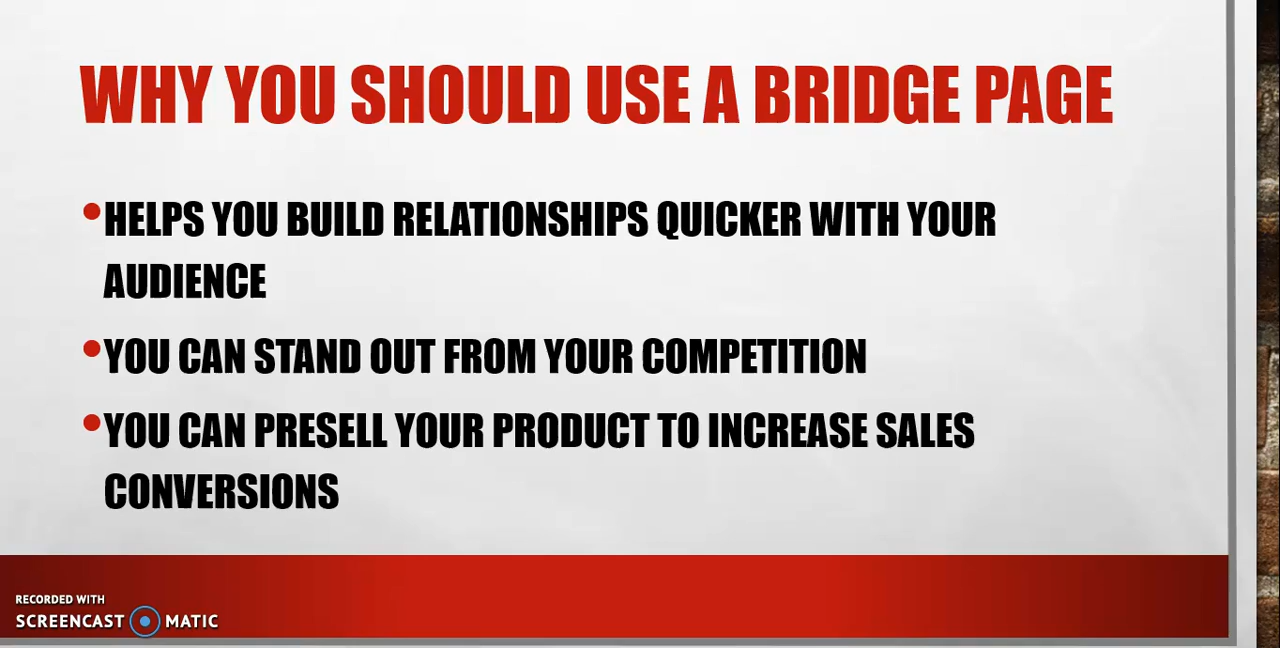 WHY YOU SHOULD USE A BRIDGE PAGE
•HELPS YOU BUILD RELATIONSHIPS QUICKER WITH YOUR
AUDIENCE
•YOU CAN STAND OUT FROM YOUR COMPETITION
•YOU CAN PRESELL YOUR PRODUCT TO INCREASE SALES
CONVERSIONS
RECORDED WITH
SCREENCAST MATIC